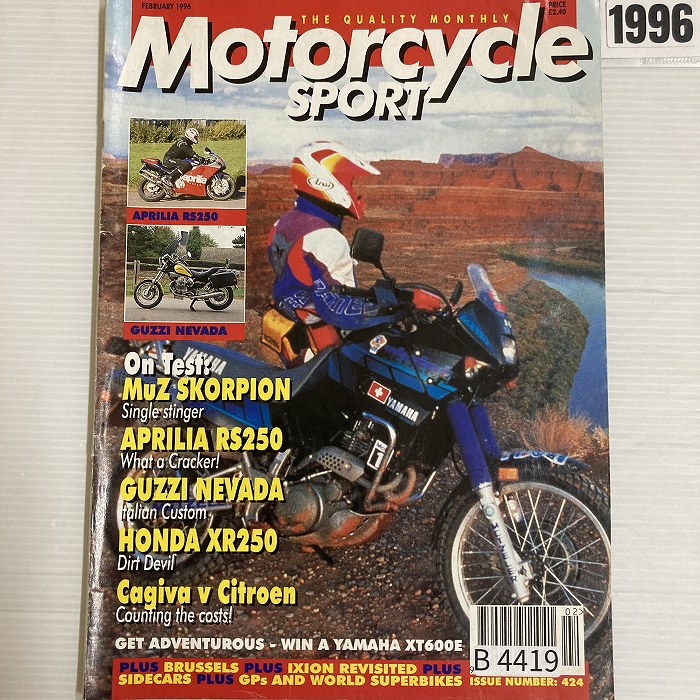 FEBRUARY 1996
THE QUALITY MONTHLY
PRICE
£2.40
1996
Motorcycle
SPORT
Arai
aprilia
APRILIA RS250
GUZZI NEVADA
YAMAHA
YAMAHA
On Test:
MuZ SKORPION
Single stinger
APRILIA RS250
What a Cracker!
GUZZI NEVADA
Italian Custom
HONDA XR250
Dirt Devil
Cagiva v Citroen
Counting the costs!
GET ADVENTUROUS - WIN A YAMAHA XT600E
02>
B 4419
PLUS BRUSSELS PLUS IXION REVISITED PLUS
SIDECARS PLUS GPs AND WORLD SUPERBIKES ISSUE NUMBER: 424